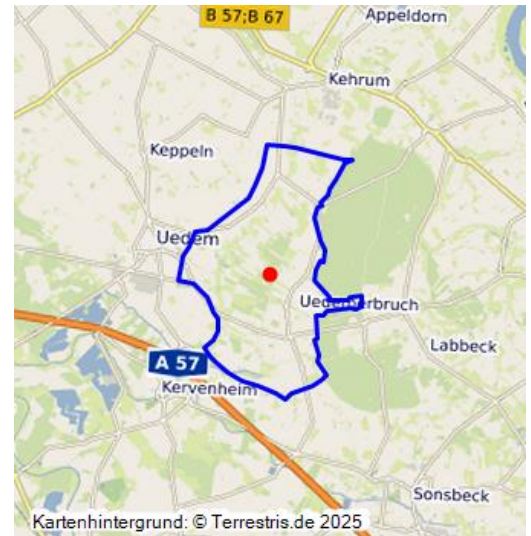 Appeldorn
B 57;B 67
Kehrum
Keppeln
Uedem
Uedemerbruch
Labbeck
A 57
Kervenheim
Sonsbeck
Kartenhintergrund: © Terrestris.de 2025